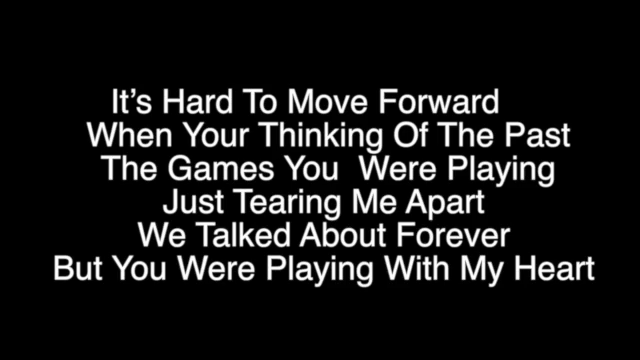 It's Hard To Move Forward
When Your Thinking Of The Past
The Games You  Were Playing
Just Tearing Me Apart
We Talked About Forever
But You Were Playing With My Heart